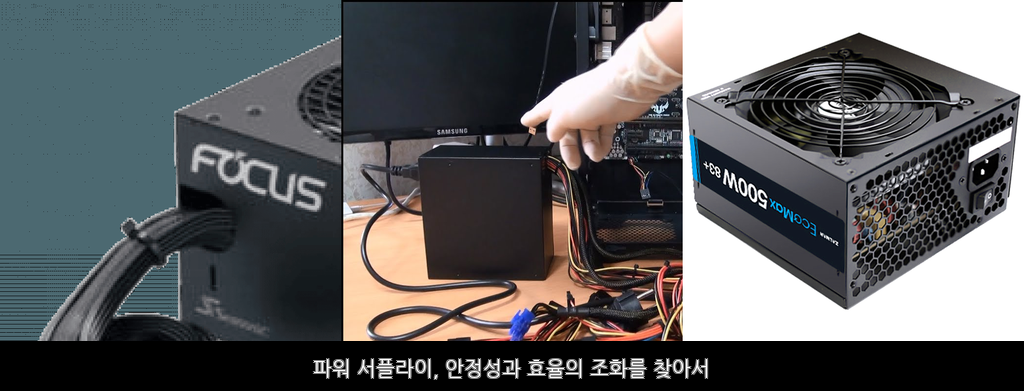 FOCUS
Seasonic
SAMSUNG
ZALMAN
EcoMax 500W 83+
파워 서플라이, 안정성과 효율의 조화를 찾아서